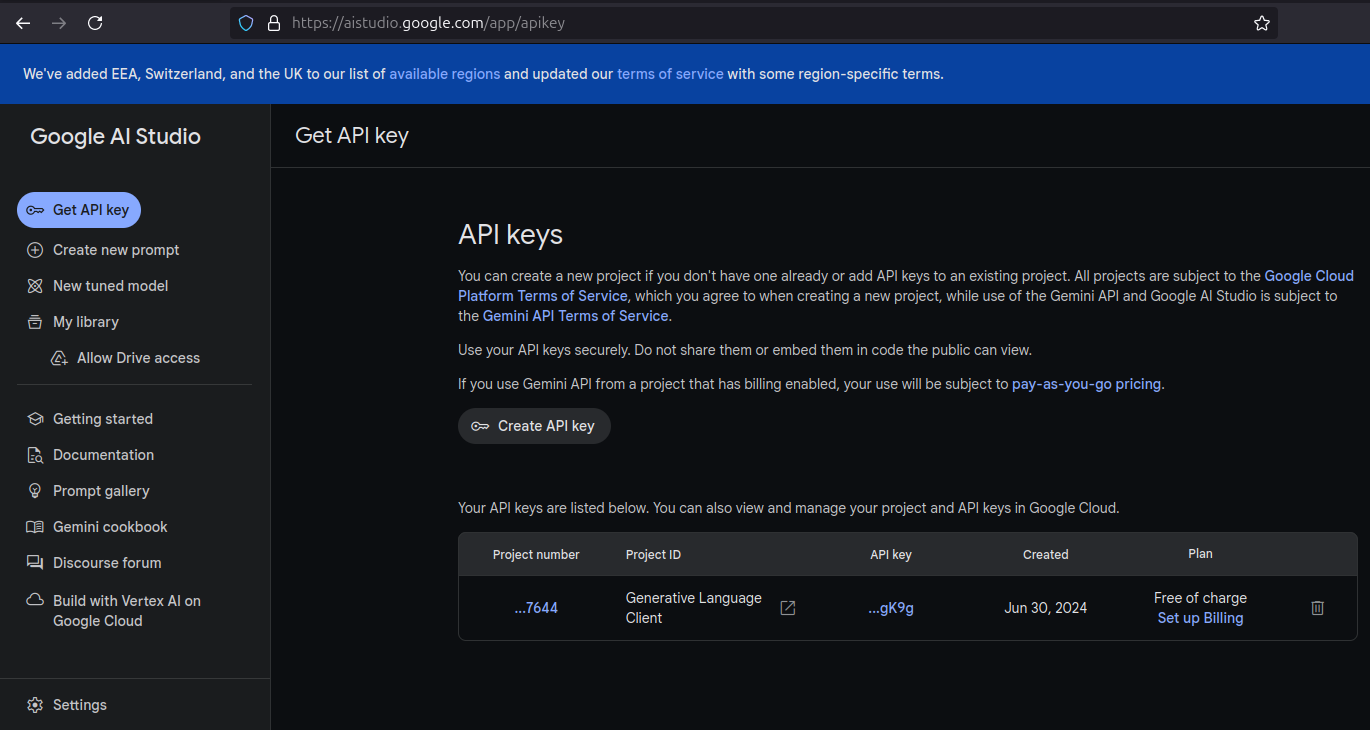 https://aistudio.google.com/app/apikey
We've added EEA, Switzerland, and the UK to our list of available regions and updated our terms of service with some region-specific terms.
Google AI Studio
Get API key
Create new prompt
New tuned model
My library
Allow Drive access
Getting started
Documentation
Prompt gallery
Gemini cookbook
Discourse forum
Build with Vertex AI on
Google Cloud
Settings
Get API key
API keys
You can create a new project if you don't have one already or add API keys to an existing project. All projects are subject to the Google Cloud
Platform Terms of Service, which you agree to when creating a new project, while use of the Gemini API and Google AI Studio is subject to
the Gemini API Terms of Service.
Use your API keys securely. Do not share them or embed them in code the public can view.
If you use Gemini API from a project that has billing enabled, your use will be subject to pay-as-you-go pricing.
Create API key
Your API keys are listed below. You can also view and manage your project and API keys in Google Cloud.
Project number Project ID API key Created Plan
...7644 Generative Language Client ...gK9g Jun 30, 2024 Free of charge
Set up Billing